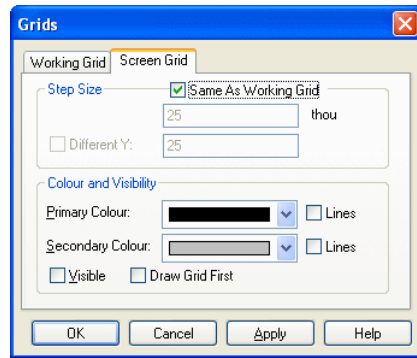 Grids
Working Grid Screen Grid
Step Size Same As Working Grid
25 thou
Different Y: 25
Colour and Visibility
Primary Colour: Lines
Secondary Colour: Lines
Visible Draw Grid First
OK Cancel Apply Help